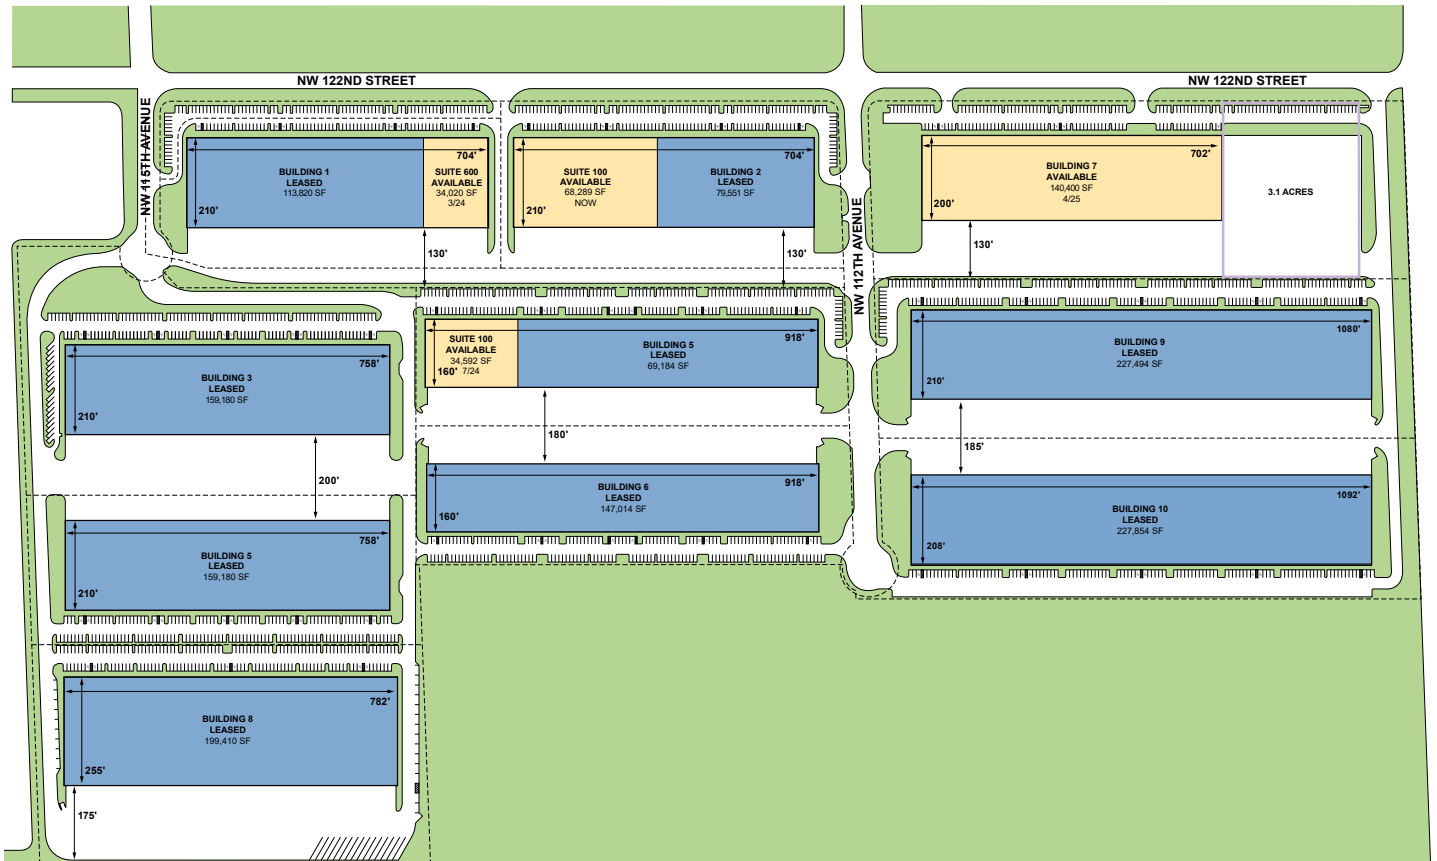 NW 122ND STREET
NW 122ND STREET
NW 115TH AVENUE
704'
BUILDING 1
LEASED
113,820 SF
210'
SUITE 600
AVAILABLE
34,020 SF
3/24
130'
704'
SUITE 100
AVAILABLE
68,289 SF
NOW
210'
BUILDING 2
LEASED
79,551 SF
130'
NW 112TH AVENUE
702'
BUILDING 7
AVAILABLE
140,400 SF
4/25
200'
130'
3.1 ACRES
758'
BUILDING 3
LEASED
159,180 SF
210'
200'
SUITE 100
AVAILABLE
34,592 SF
7/24
160'
918'
BUILDING 5
LEASED
69,184 SF
180'
1080'
BUILDING 9
LEASED
227,494 SF
210'
185'
918'
BUILDING 6
LEASED
147,014 SF
160'
1092'
BUILDING 10
LEASED
227,854 SF
208'
758'
BUILDING 5
LEASED
159,180 SF
210'
782'
BUILDING 8
LEASED
199,410 SF
255'
175'